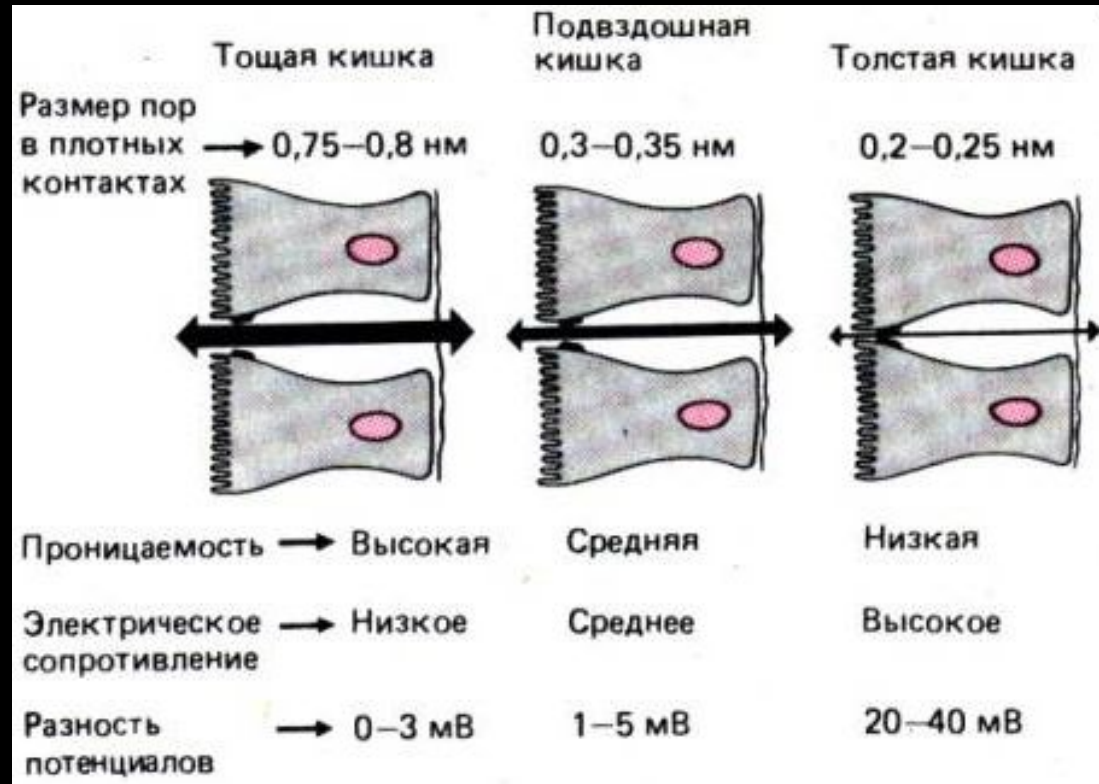 Тощая кишка
Подвздошная
кишка
Толстая кишка
Размер пор
в плотных
контактах
0,75–0,8 нм
0,3–0,35 нм
0,2–0,25 нм
Проницаемость
Высокая
Средняя
Низкая
Электрическое
сопротивление
Низкое
Среднее
Высокое
Разность
потенциалов
0–3 мВ
1–5 мВ
20–40 мВ